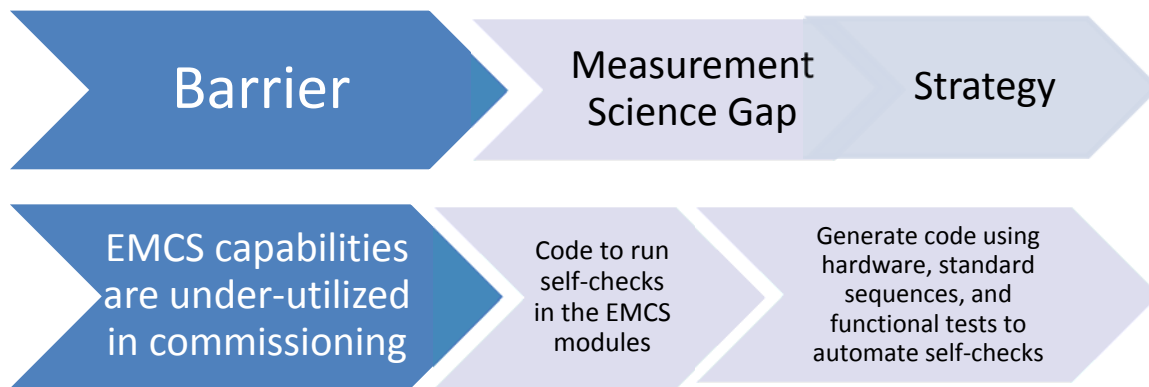 Barrier
Measurement
Science Gap
Strategy
EMCS capabilities
are under-utilized
in commissioning
Code to run
self-checks
in the EMCS
modules
Generate code using
hardware, standard
sequences, and
functional tests to
automate self-checks